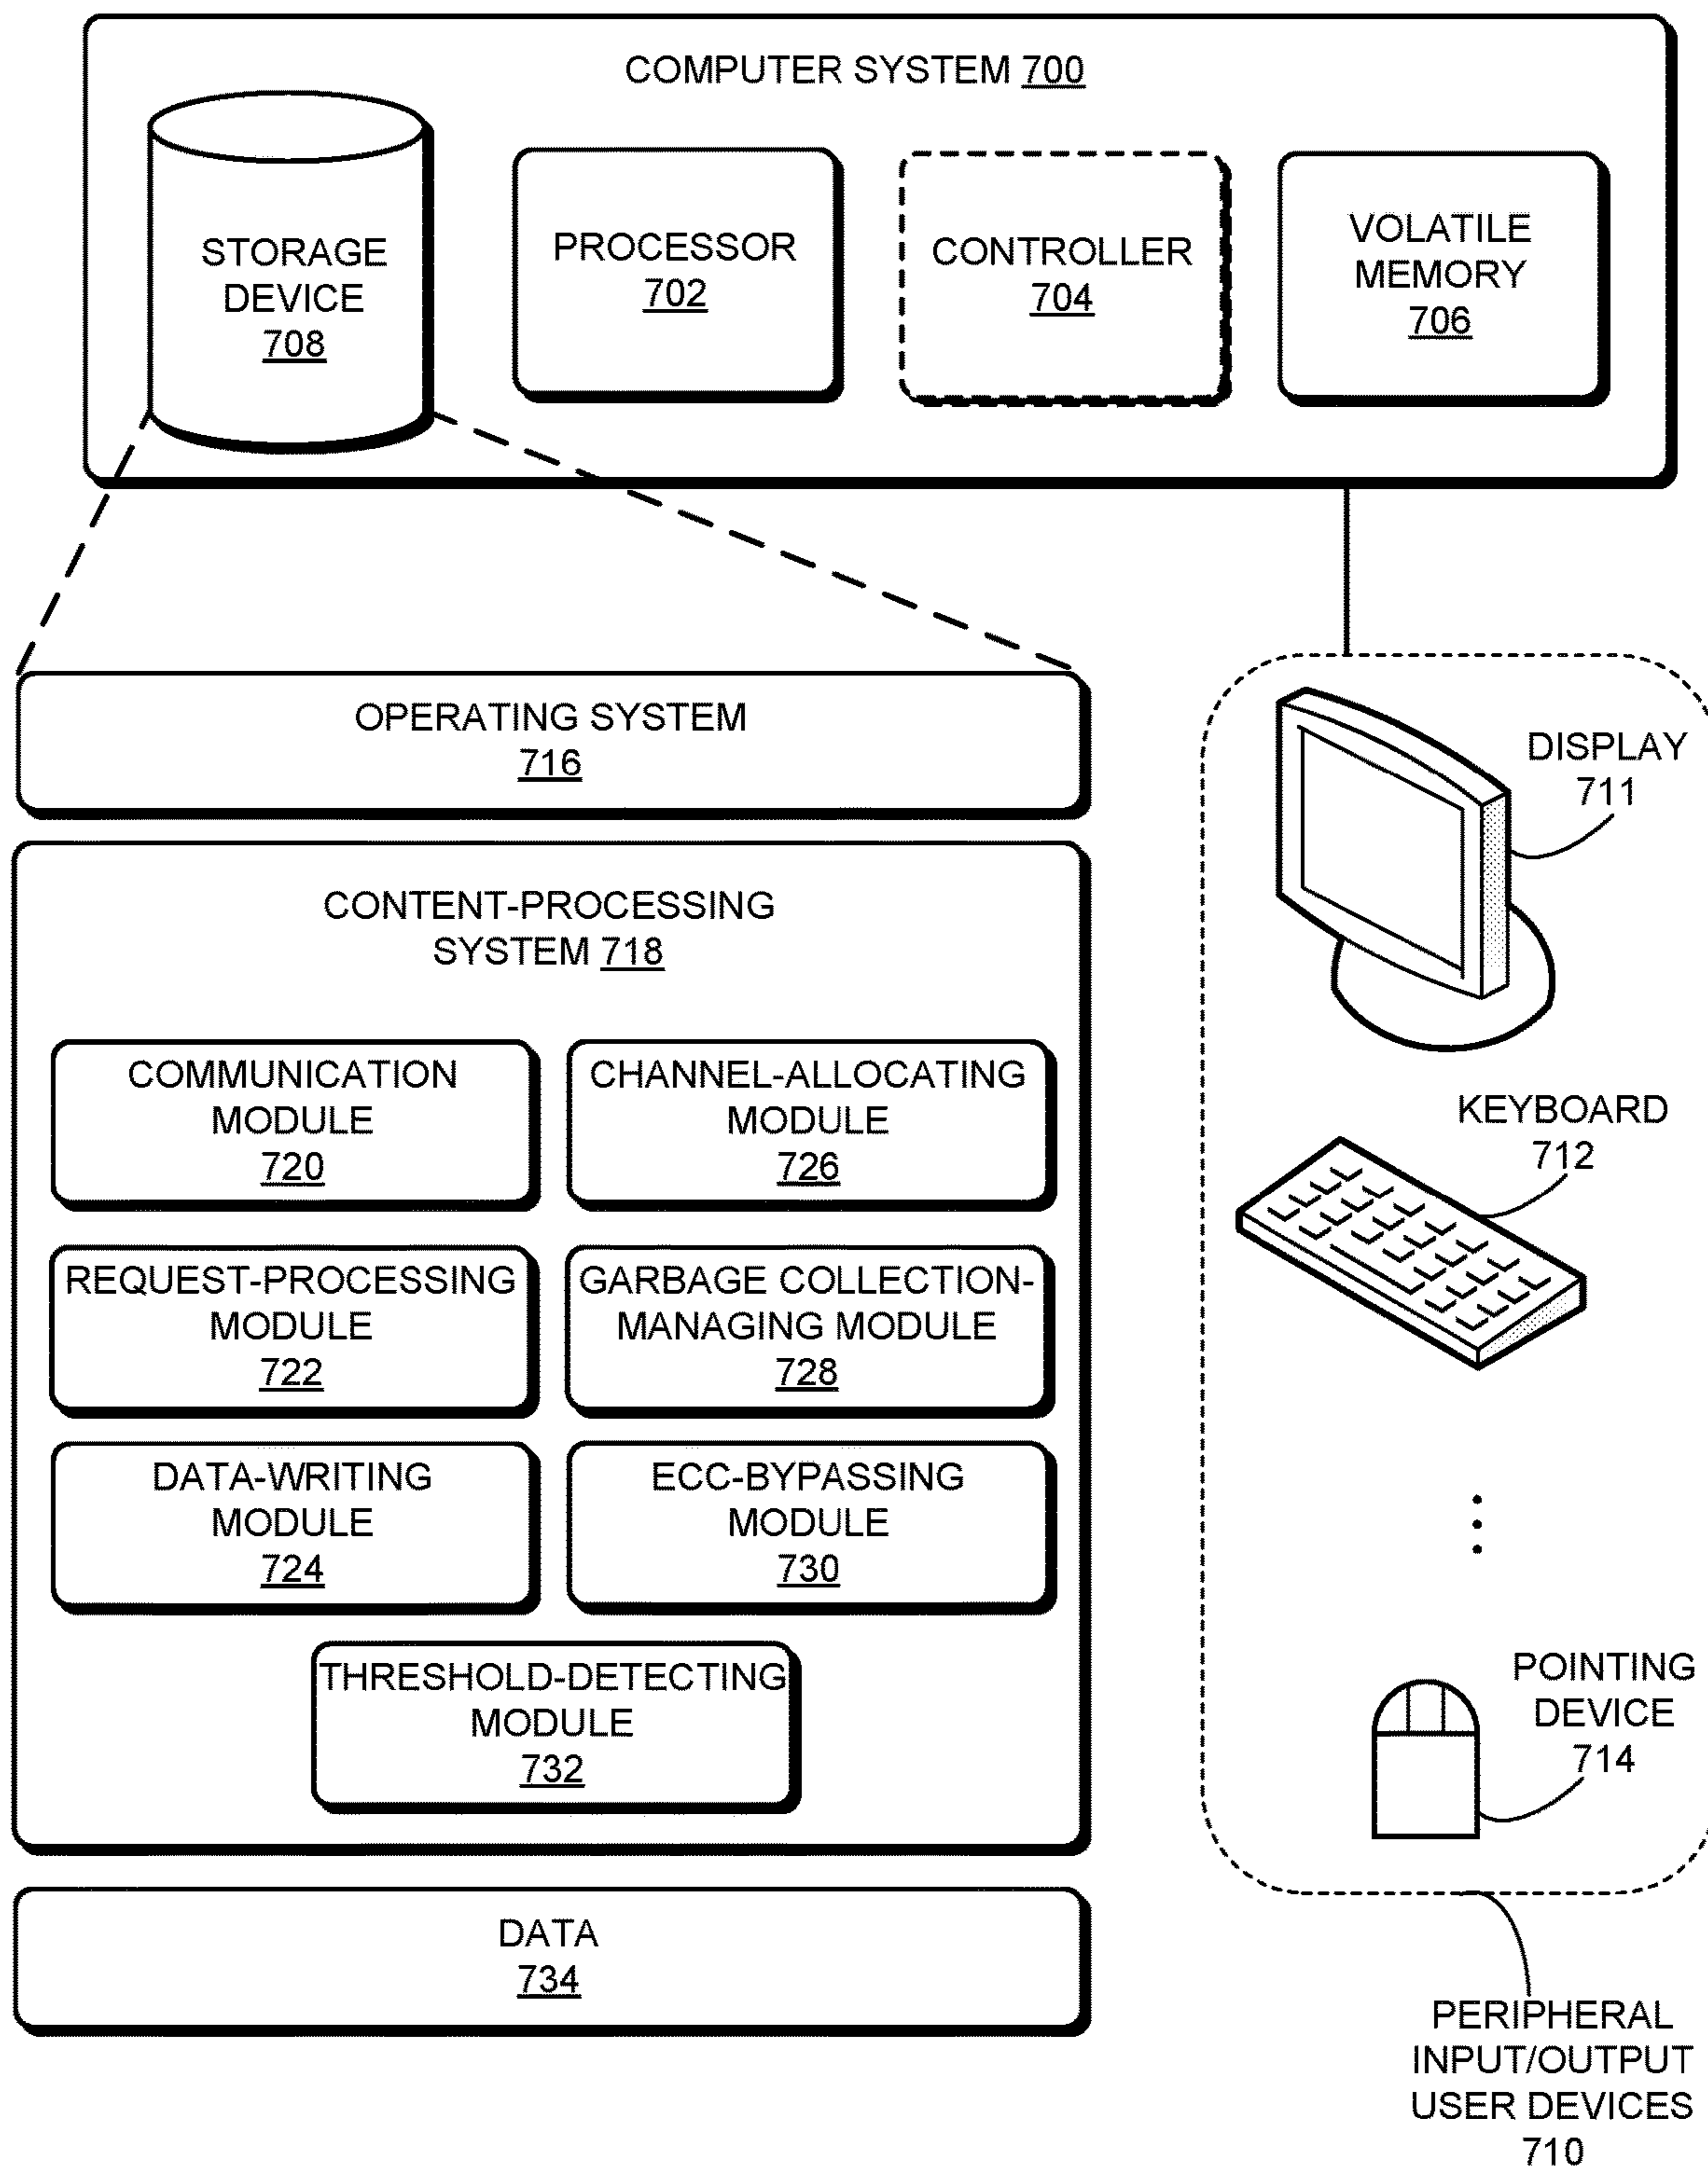 COMPUTER SYSTEM 700
STORAGE
DEVICE
708
PROCESSOR
702
CONTROLLER
704
VOLATILE
MEMORY
706
OPERATING SYSTEM
716
CONTENT-PROCESSING
SYSTEM 718
COMMUNICATION
MODULE
720
CHANNEL-ALLOCATING
MODULE
726
REQUEST-PROCESSING
MODULE
722
GARBAGE COLLECTION-
MANAGING MODULE
728
DATA-WRITING
MODULE
724
ECC-BYPASSING
MODULE
730
THRESHOLD-DETECTING
MODULE
732
DATA
734
DISPLAY
711
KEYBOARD
712
POINTING
DEVICE
714
PERIPHERAL
INPUT/OUTPUT
USER DEVICES
710